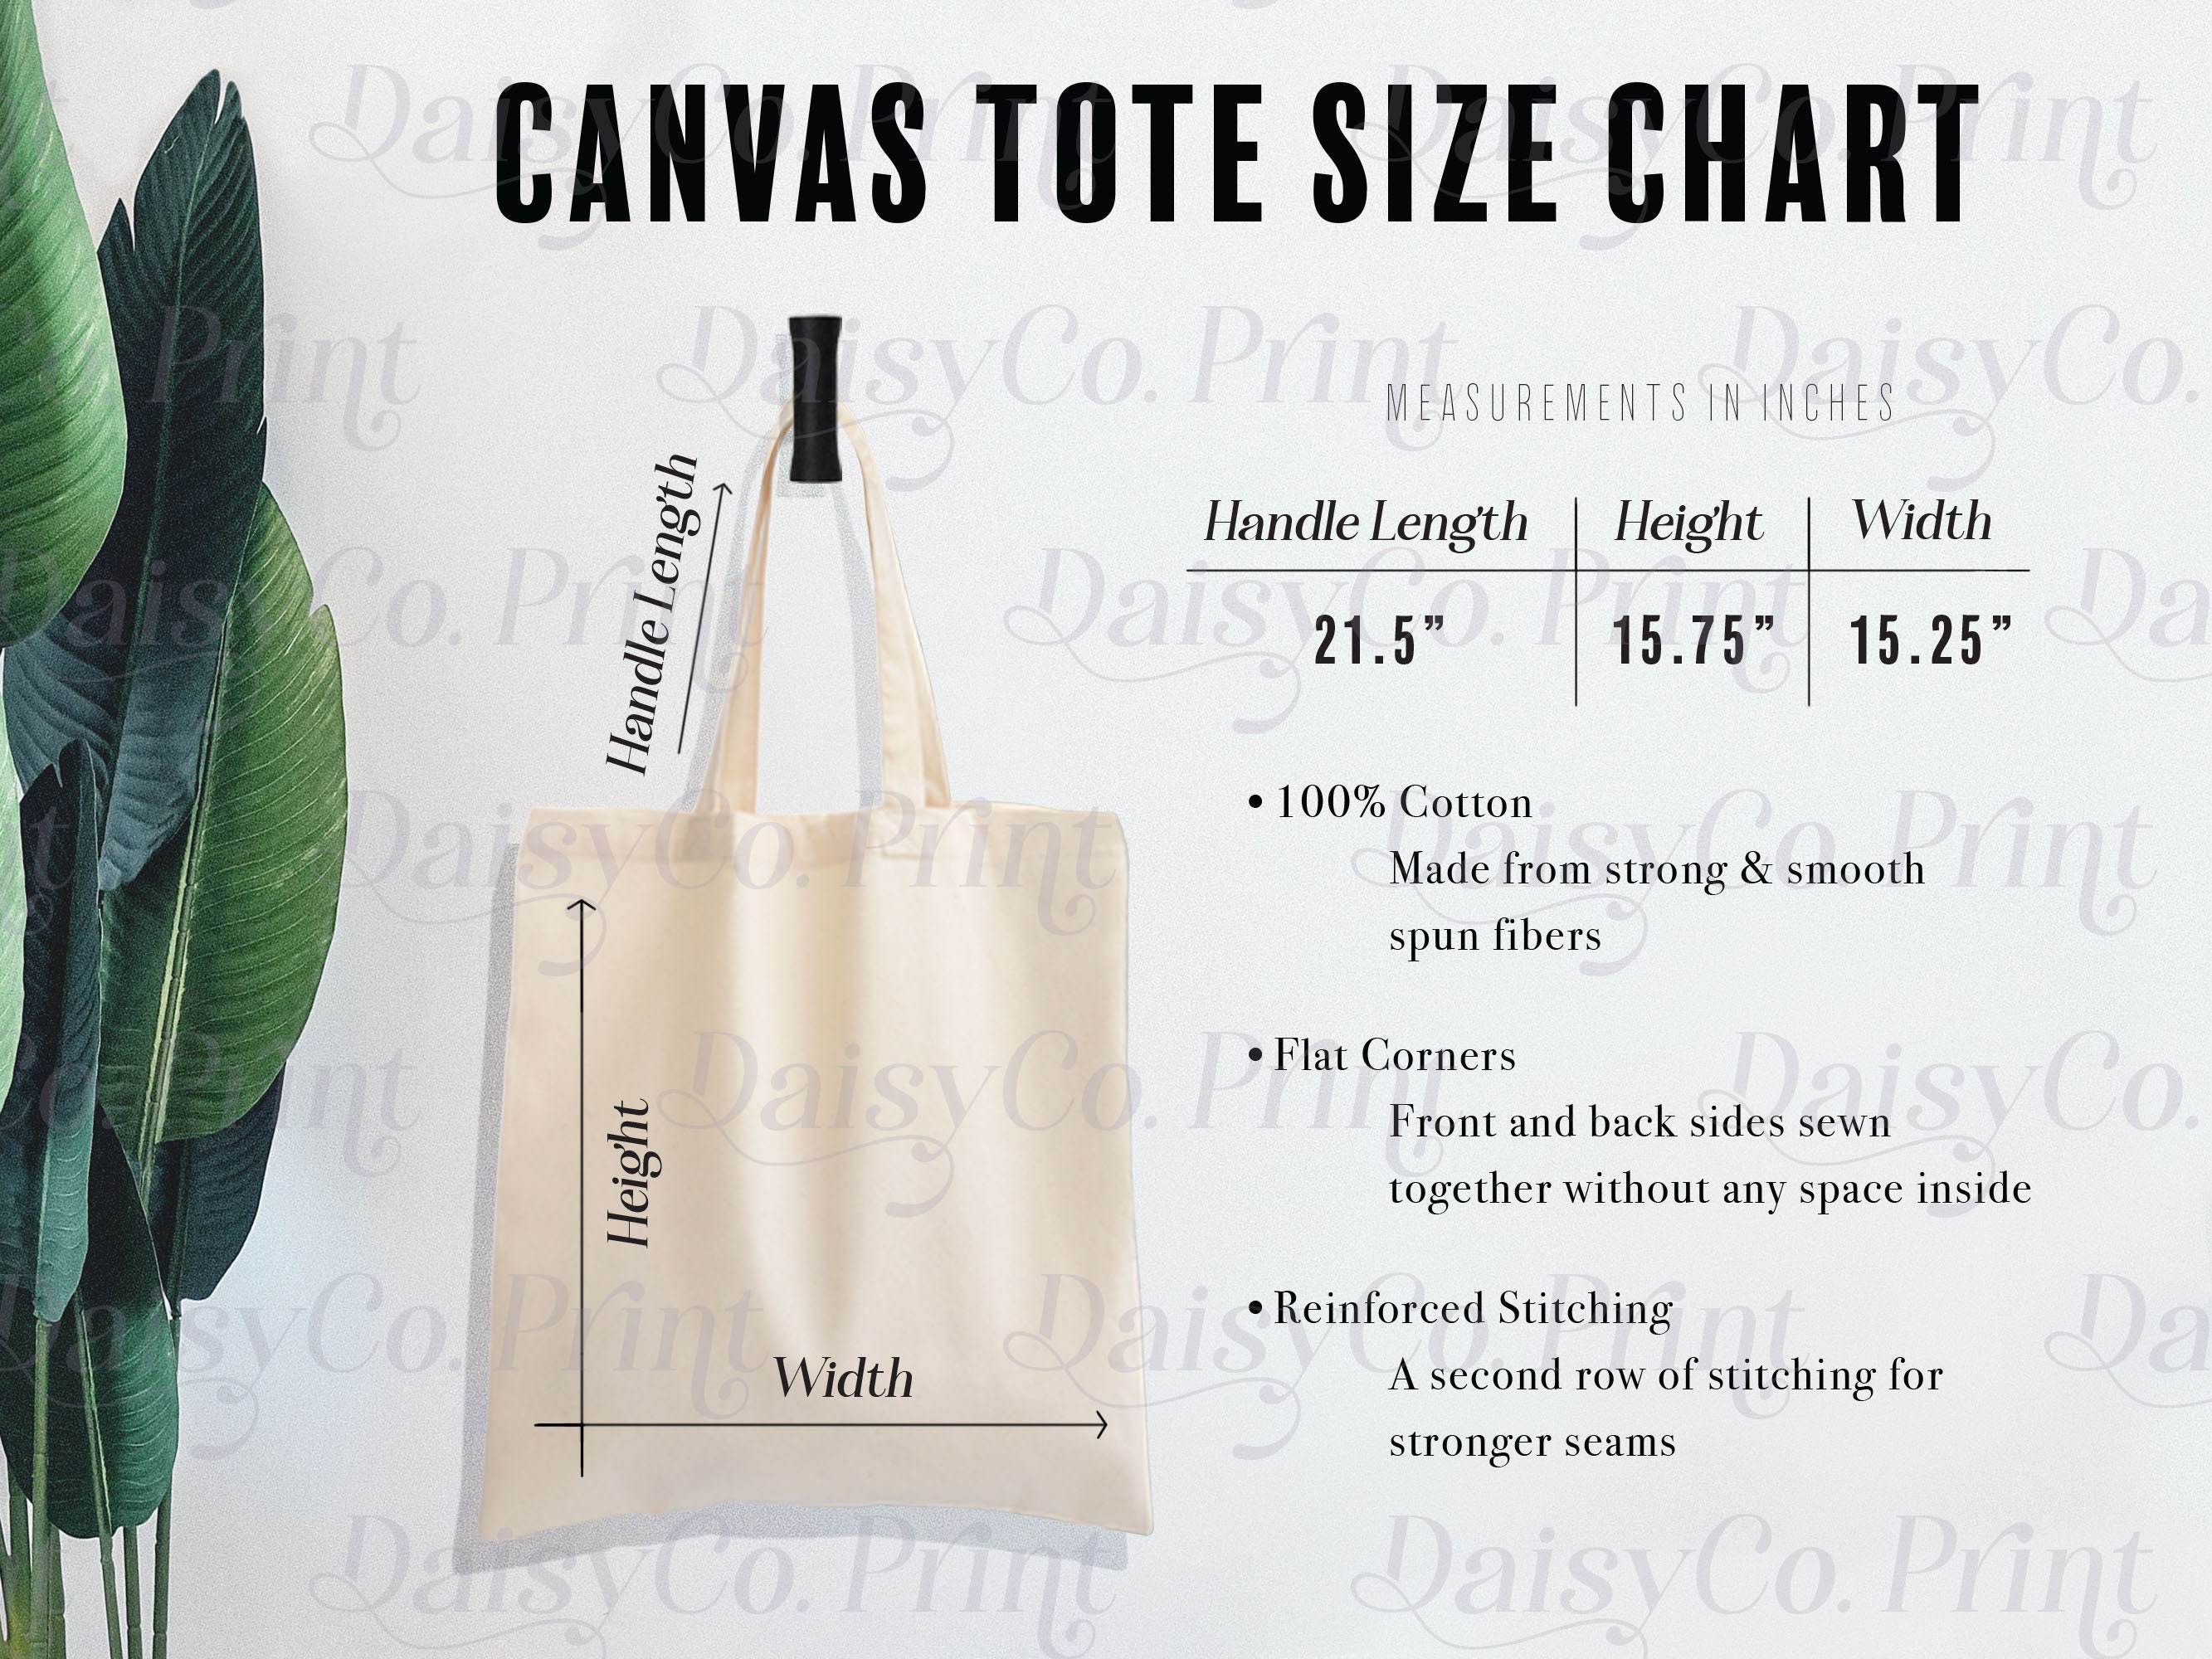 CANVAS TOTE SIZE CHART
MEASUREMENTS IN INCHES
Handle Length Height Width
21.5” 15.75” 15.25”
Handle Length
Height
Width
• 100% Cotton
Made from strong & smooth
spun fibers
• Flat Corners
Front and back sides sewn
together without any space inside
• Reinforced Stitching
A second row of stitching for
stronger seams
DaisyCo. Print